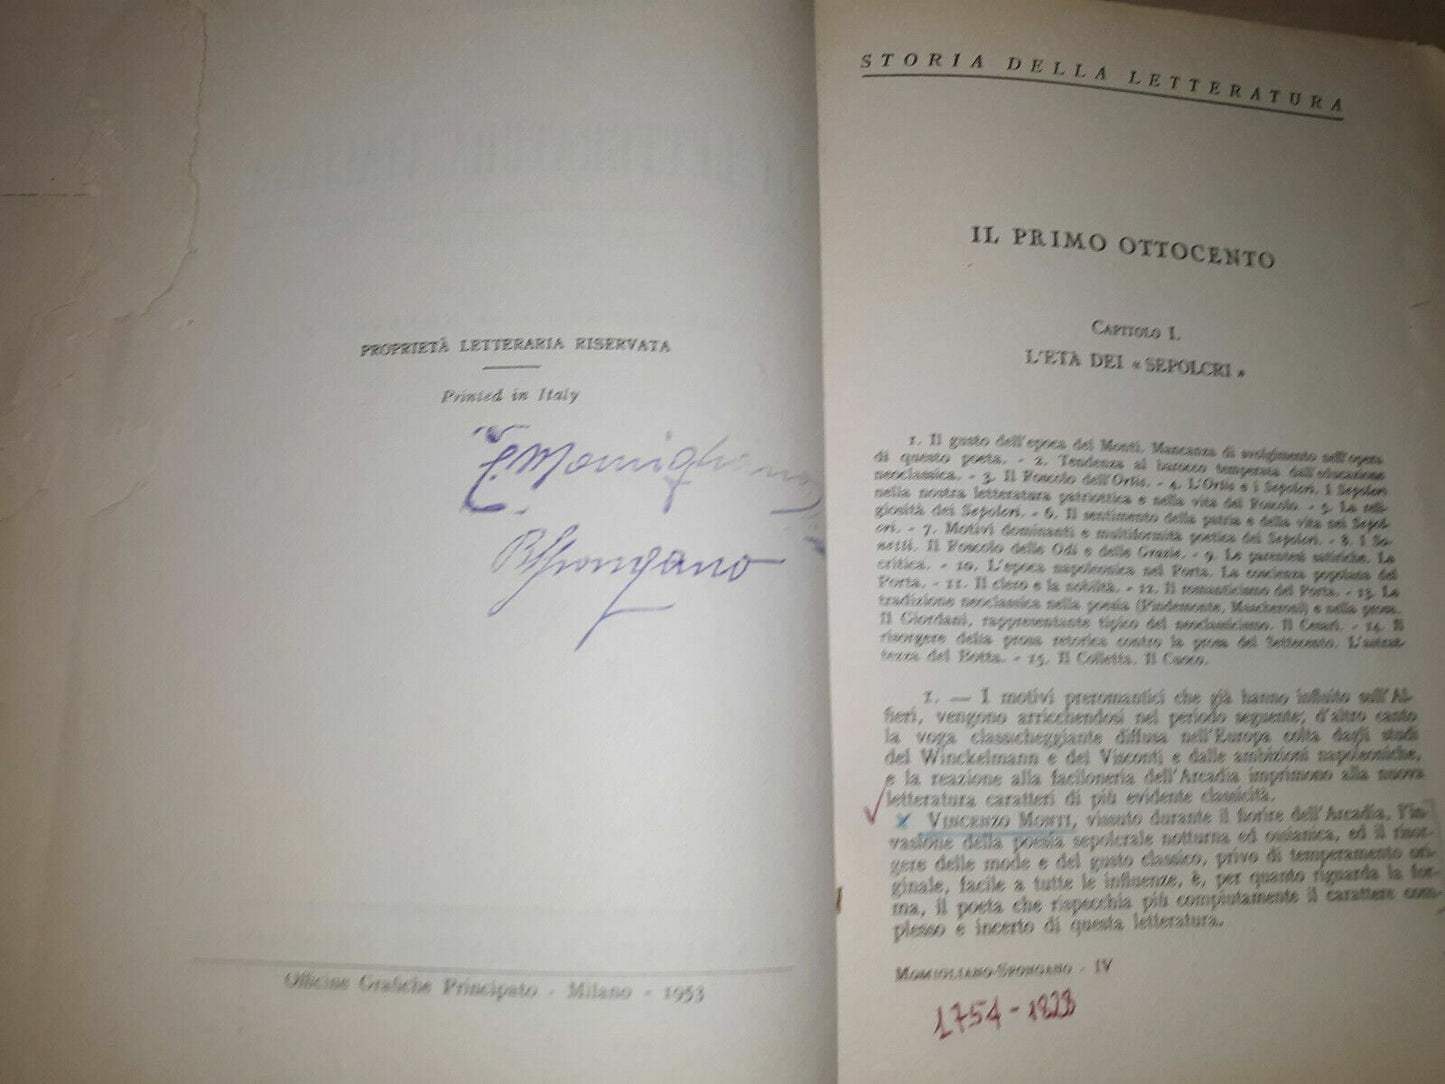 PROPRIETÀ LETTERARIA RISERVATA
Printed in Italy
E. Momigliano
R Spongano
Officine Grafiche Principato - Milano - 1953
STORIA DELLA LETTERATURA
IL PRIMO OTTOCENTO
CAPITOLO I.
L'ETÀ DEI « SEPOLCRI »
1. Il gusto dell'epoca del Monti. Mancanza di svolgimento nell'opera
di questo poeta. - 2. Tendenza al barocco temperata dall'educazione
neoclassica. - 3. Il Foscolo dell'Ortis. - 4. L'Ortis e i Sepolcri. I Sepolcri
nella nostra letteratura patriottica e nella vita del Foscolo. - 5. La reli-
giosità dei Sepolcri. - 6. Il sentimento della patria e della vita nei Sepol-
cri. - 7. Motivi dominanti e multiformità poetica dei Sepolcri. - 8. I So-
netti. Il Foscolo delle Odi e delle Grazie. - 9. Le parentesi satiriche. La
critica. - 10. L'epoca napoleonica nel Porta. La coscienza popolana del
Porta. - 11. Il clero e la nobiltà. - 12. Il romanticismo del Porta. - 13. La
tradizione neoclassica nella poesia (Pindemonte, Mascheroni) e nella prosa.
Il Giordani, rappresentante tipico del neoclassicismo. Il Cesari. - 14. Il
risorgere della prosa retorica contro la prosa del Settecento. L'astrat-
tezza del Botta. - 15. Il Colletta. Il Cuoco.
1. — I motivi preromantici che già hanno influito sull'Al-
fieri, vengono arricchendosi nel periodo seguente; d'altro canto
la voga classicheggiante diffusa nell'Europa colta dagli studi
del Winckelmann e del Visconti e dalle ambizioni napoleoniche,
e la reazione alla faciloneria dell'Arcadia imprimono alla nuova
letteratura caratteri di più evidente classicità.
VINCENZO MONTI, vissuto durante il fiorire dell'Arcadia, l'in-
vasione della poesia sepolcrale notturna ed ossianica, ed il risor-
gere delle mode e del gusto classico, privo di temperamento ori-
ginale, facile a tutte le influenze, è, per quanto riguarda la for-
ma, il poeta che rispecchia più compiutamente il carattere com-
plesso e incerto di questa letteratura.
MOMIGLIANO-SPONGANO - IV
1754-1828